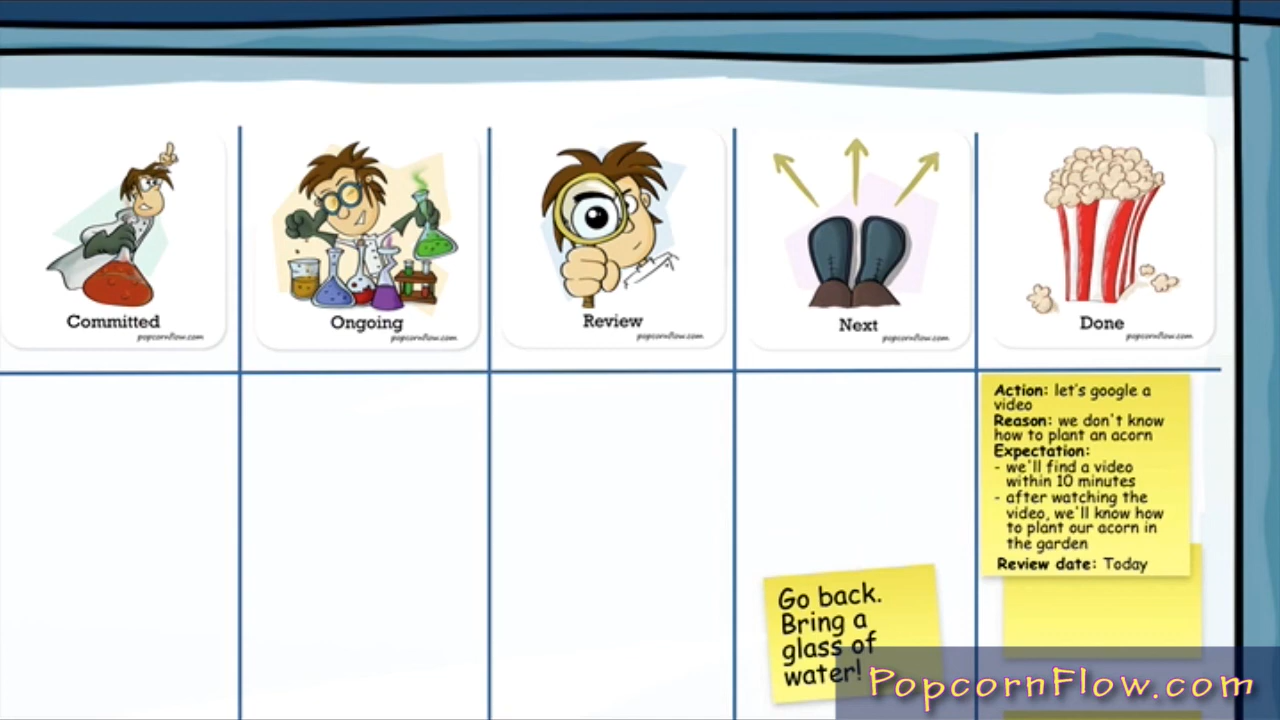 Committed
popcornflow.com
Ongoing
popcornflow.com
Review
popcornflow.com
Next
popcornflow.com
Done
popcornflow.com
Action: let's google a
video
Reason: we don't know
how to plant an acorn
Expectation:
- we'll find a video
within 10 minutes
- after watching the
video, we'll know how
to plant our acorn in
the garden
Review date: Today
Go back.
Bring a
glass of
water!
PopcornFlow.com